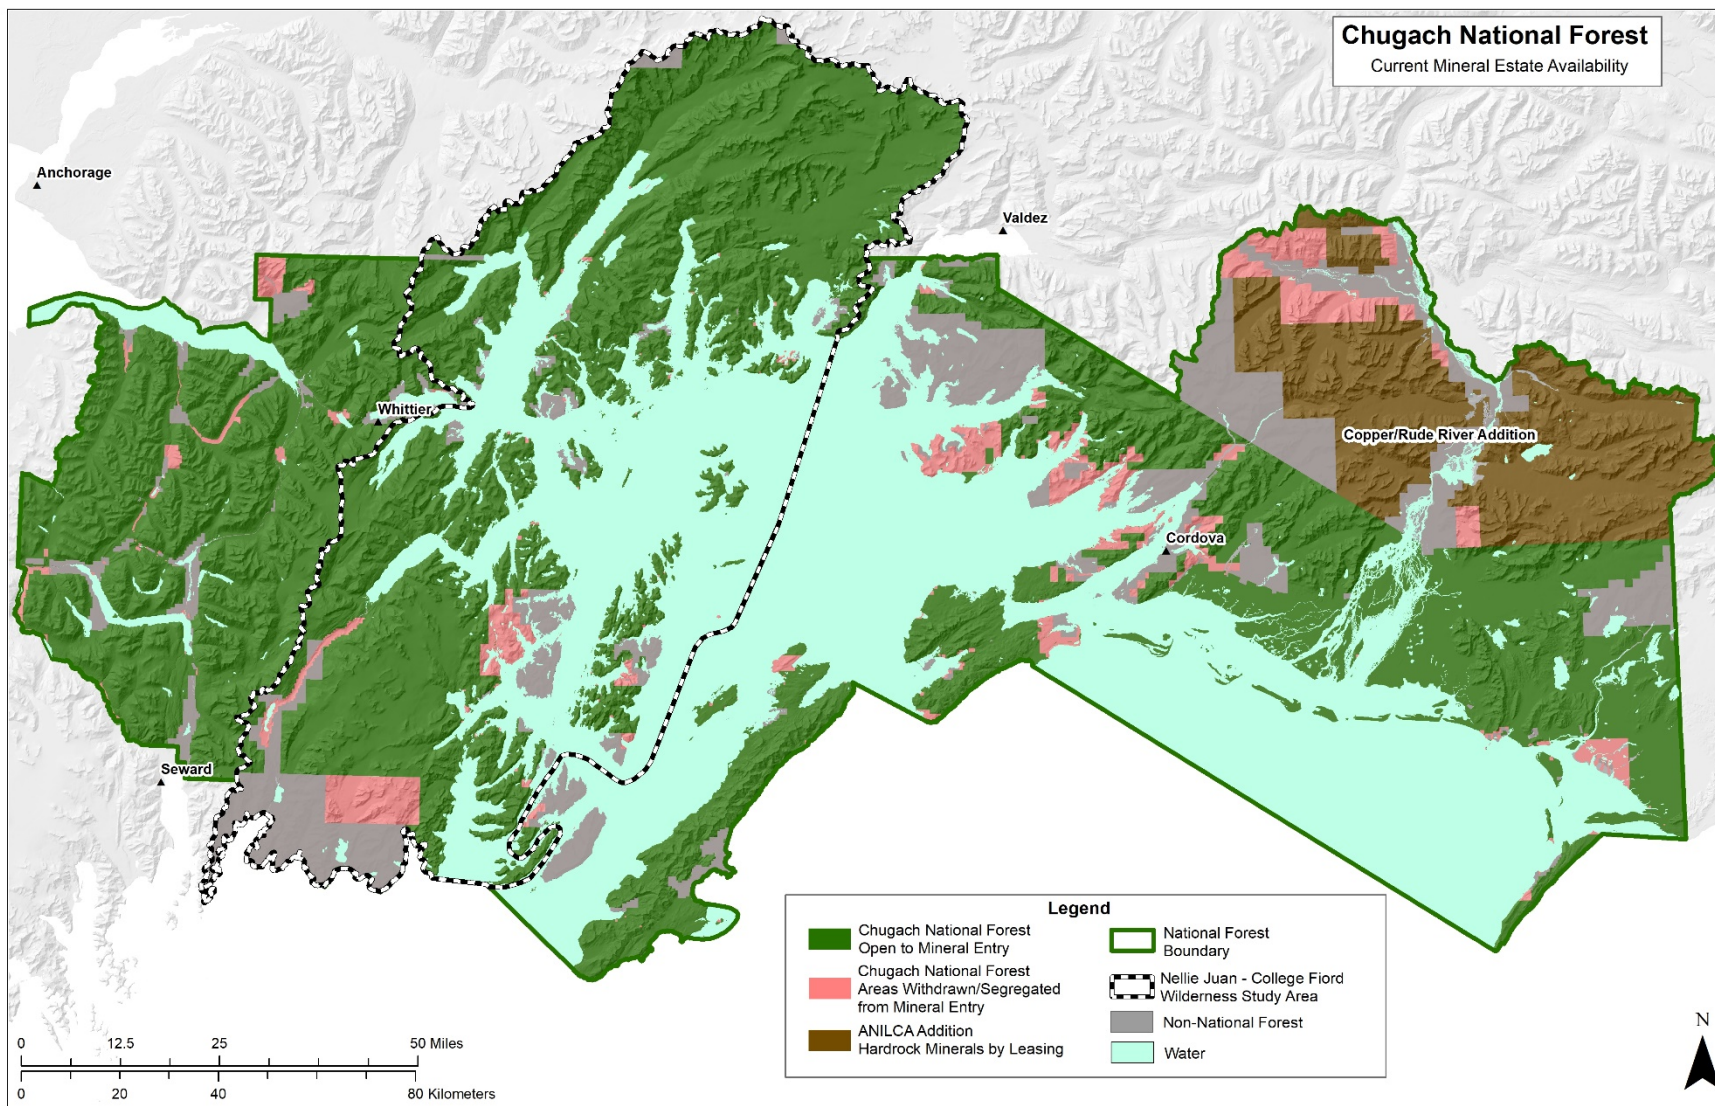 Chugach National Forest
Current Mineral Estate Availability
Anchorage
Valdez
Whittier
Copper/Rude River Addition
Cordova
Seward
Legend
Chugach National Forest
Open to Mineral Entry
Chugach National Forest
Areas Withdrawn/Segregated
from Mineral Entry
ANILCA Addition
Hardrock Minerals by Leasing
National Forest
Boundary
Nellie Juan - College Fiord
Wilderness Study Area
Non-National Forest
Water
0 12.5 25 50 Miles
0 20 40 80 Kilometers
N